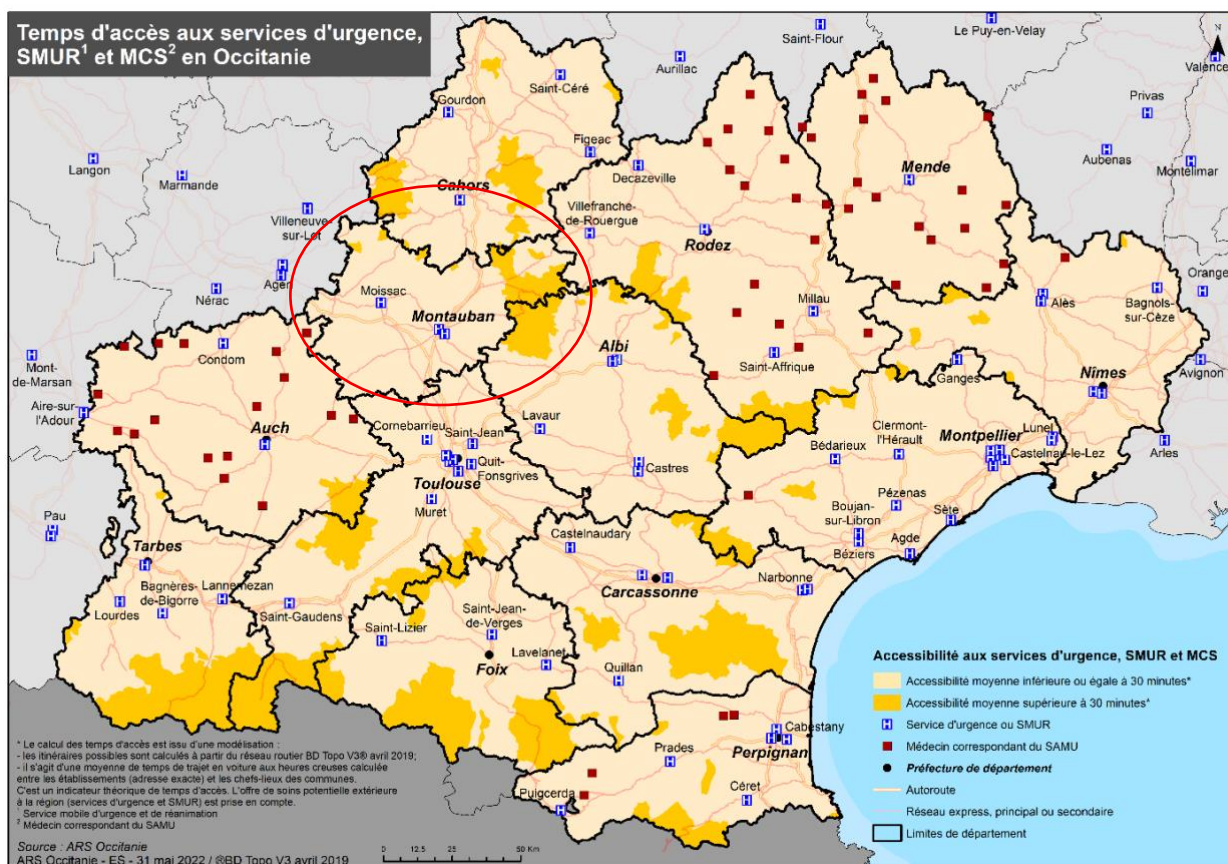 Temps d'accès aux services d'urgence,
SMUR¹ et MCS² en Occitanie
Saint-Flour
Le Puy-en-Velay
Aurillac
Valence
Saint-Céré
Gourdon
Privas
Langon
Marmande
Figeac
Decazeville
Mende
Aubenas
Montélimar
Cahors
Villeneuve-
sur-Lot
Villefranche-
de-Rouergue
Rodez
Agen
Nérac
Moissac
Orange
Alès
Bagnols-
sur-Cèze
Millau
Montauban
Condom
Albi
Saint-Affrique
Mont-
de-Marsan
Ganges
Nîmes
Avignon
Aire-sur
l'Adour
Auch
Lavaur
Cornebarrieu
Saint-Jean
Clermont-
l'Hérault
Lunel
Montpellier
Bédarieux
Castelnau-le-Lez
Arles
Quit-
Fonsgrives
Castres
Toulouse
Muret
Pézenas
Boujan-
sur-Libron
Sète
Pau
Castelnaudary
Agde
Béziers
Tarbes
Bagnères-
de-Bigorre
Lannemezan
Carcassonne
Narbonne
Lourdes
Saint-Gaudens
Saint-Jean
de-Verges
Saint-Lizier
Foix
Lavelanet
Quillan
Cabestany
Prades
Perpignan
Puigcerda
Céret
Accessibilité aux services d'urgence, SMUR et MCS
Accessibilité moyenne inférieure ou égale à 30 minutes*
Accessibilité moyenne supérieure à 30 minutes*
Service d'urgence ou SMUR
Médecin correspondant du SAMU
Préfecture de département
Autoroute
Réseau express, principal ou secondaire
Limites de département
* Le calcul des temps d'accès est issu d'une modélisation :
- les itinéraires possibles sont calculés à partir du réseau routier BD Topo V3® avril 2019;
- il s'agit d'une moyenne de temps de trajet en voiture aux heures creuses calculée
entre les établissements (adresse exacte) et les chefs-lieux des communes.
C'est un indicateur théorique de temps d'accès. L'offre de soins potentielle extérieure
à la région (services d'urgence et SMUR) est prise en compte.
¹ Service mobile d'urgence et de réanimation
² Médecin correspondant du SAMU
Source : ARS Occitanie
ARS Occitanie - ES - 31 mai 2022 / ®BD Topo V3 avril 2019
0 12.5 25 50 Km